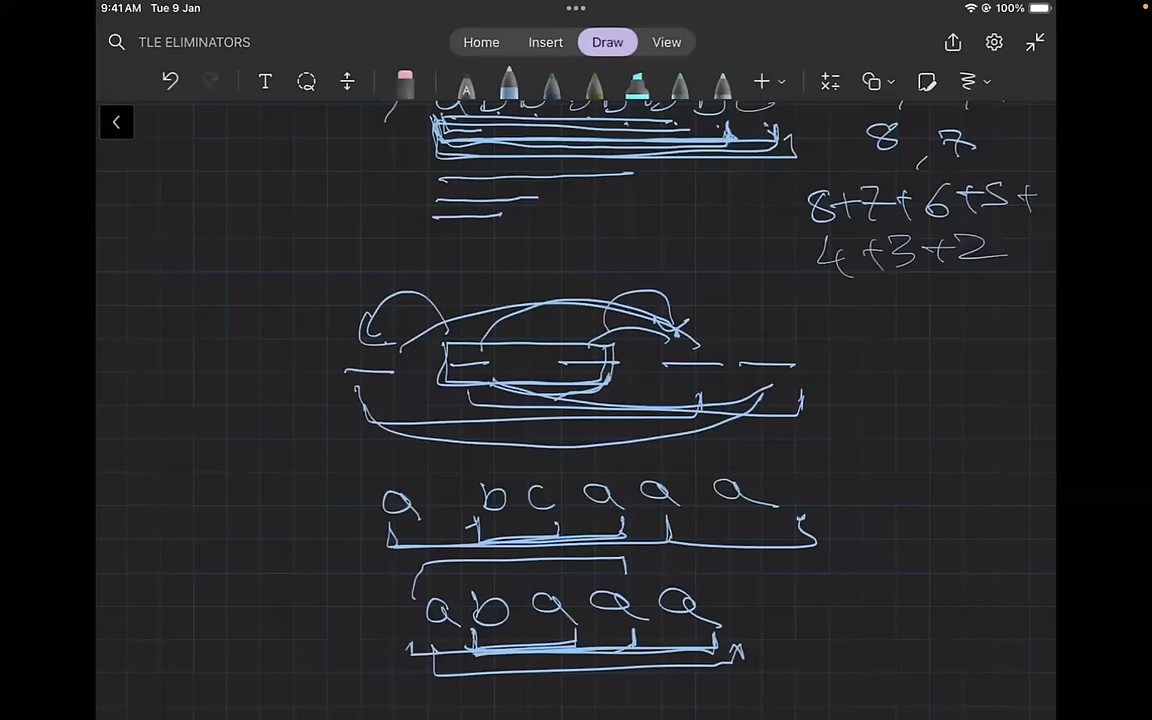 9:41 AM Tue 9 Jan 100%
TLE ELIMINATORS Home Insert Draw View
T A
8 , 7
8+7+6+5+
4+3+2
a b c a a a
a b a a a